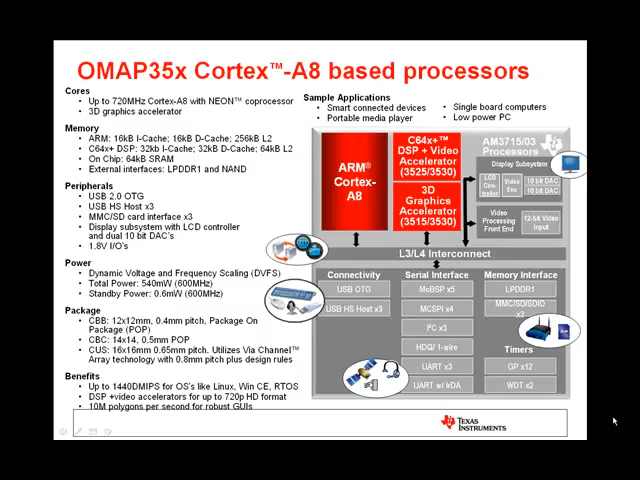 OMAP35x Cortex™-A8 based processors
Cores
• Up to 720MHz Cortex-A8 with NEON™ coprocessor
• 3D graphics accelerator
Memory
• ARM: 16kB I-Cache; 16kB D-Cache; 256kB L2
• C64x+ DSP: 32kB I-Cache; 32kB D-Cache; 64kB L2
• On Chip: 64kB SRAM
• External interfaces: LPDDR1 and NAND
Peripherals
• USB 2.0 OTG
• USB HS Host x3
• MMC/SD card interface x3
• Display subsystem with LCD controller
and dual 10 bit DAC's
• 1.8V I/O's
Power
• Dynamic Voltage and Frequency Scaling (DVFS)
• Total Power: 540mW (600MHz)
• Standby Power: 0.6mW (600MHz)
Package
• CBB: 12x12mm, 0.4mm pitch, Package On
Package (POP)
• CBC: 14x14, 0.5mm POP
• CUS: 16x16mm 0.65mm pitch. Utilizes Via Channel™
Array technology with 0.8mm pitch plus design rules
Benefits
• Up to 1440DMIPS for OS's like Linux, Win CE, RTOS
• DSP +video accelerators for up to 720p HD format
• 10M polygons per second for robust GUIs
Sample Applications
• Smart connected devices
• Portable media player
• Single board computers
• Low power PC
ARM®
Cortex-
A8
C64x+™
DSP + Video
Accelerator
(3525/3530)
3D
Graphics
Accelerator
(3515/3530)
AM3715/03
Processors
Display Subsystem
LCD
Con-
troller
Video
Enc
10 bit DAC
10 bit DAC
Video
Processing
Front End
12-bit Video
Input
L3/L4 Interconnect
Connectivity
USB OTG
USB HS Host x3
Serial Interface
McBSP x5
MCSPI x4
I²C x3
HDQ/ 1-wire
UART x3
UART w/ IrDA
Memory Interface
LPDDR1
MMC/SD/SDIO
x3
Timers
GP x12
WDT x2
TEXAS
INSTRUMENTS